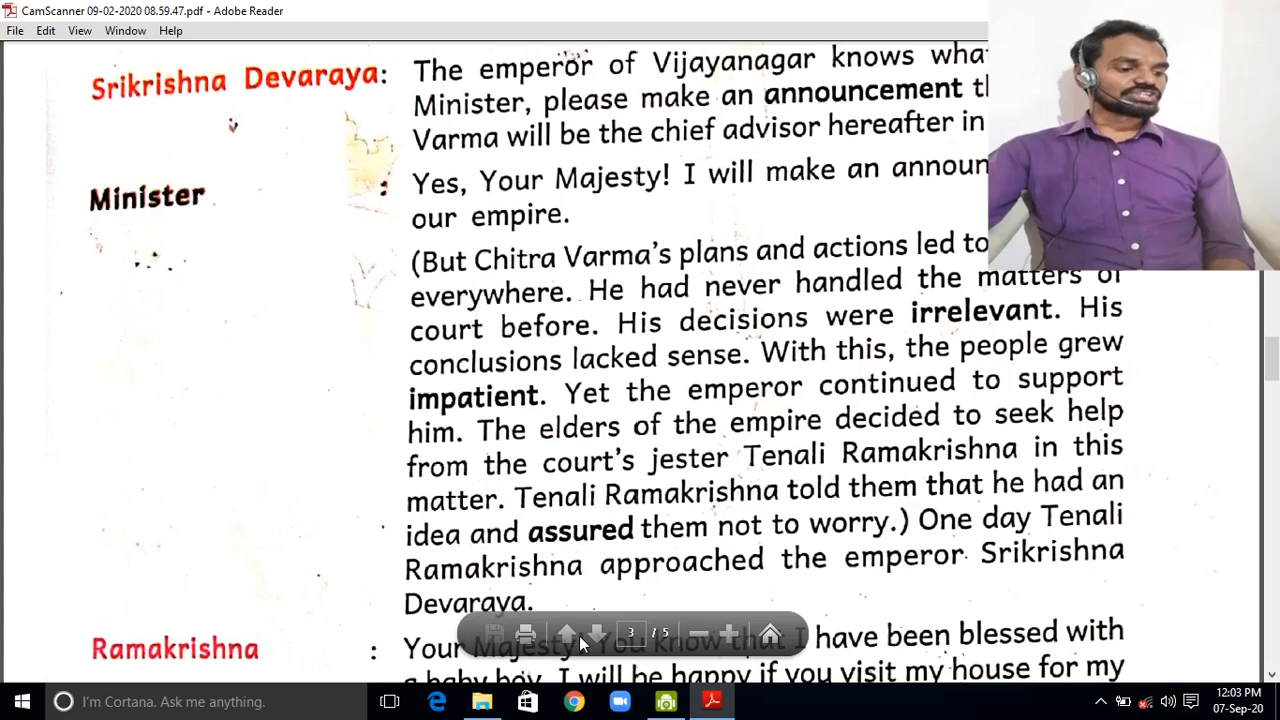 CamScanner 09-02-2020 08.59.47.pdf - Adobe Reader
File Edit View Window Help
Srikrishna Devaraya: The emperor of Vijayanagar knows
Minister, please make an announcement
Varma will be the chief advisor hereafter in
Minister : Yes, Your Majesty! I will make an
our empire.
(But Chitra Varma's plans and actions led to
everywhere. He had never handled the matters of
court before. His decisions were irrelevant. His
conclusions lacked sense. With this, the people grew
impatient. Yet the emperor continued to support
him. The elders of the empire decided to seek help
from the court's jester Tenali Ramakrishna in this
matter. Tenali Ramakrishna told them that he had an
idea and assured them not to worry.) One day Tenali
Ramakrishna approached the emperor Srikrishna
Devaraya.
3 / 5
Ramakrishna : Your Majesty! You know that I have been blessed with
a baby boy. I will be happy if you visit my house for my
I'm Cortana. Ask me anything.
12:03 PM
07-Sep-20